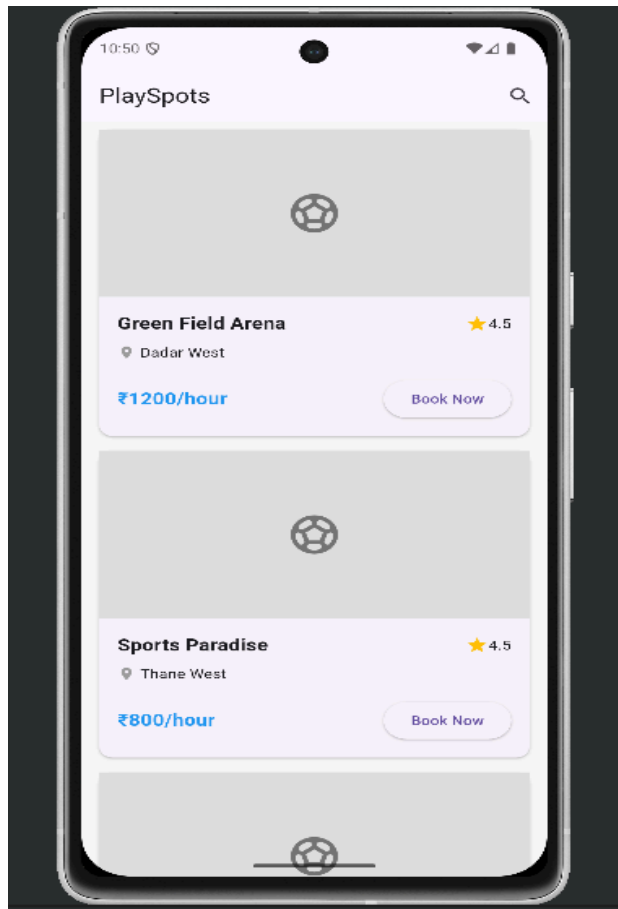 10:50
PlaySpots
Green Field Arena
4.5
Dadar West
₹1200/hour
Book Now
Sports Paradise
4.5
Thane West
₹800/hour
Book Now